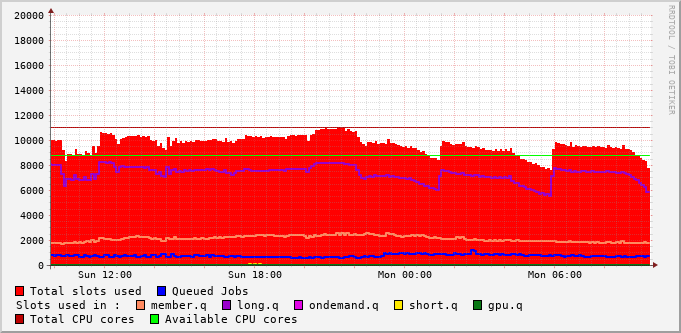 20000
18000
16000
14000
12000
10000
8000
6000
4000
2000
0
Sun 12:00 Sun 18:00 Mon 00:00 Mon 06:00
RRDTOOL / TOBI OETIKER
Total slots used Queued Jobs
Slots used in : member.q long.q ondemand.q short.q gpu.q
Total CPU cores Available CPU cores